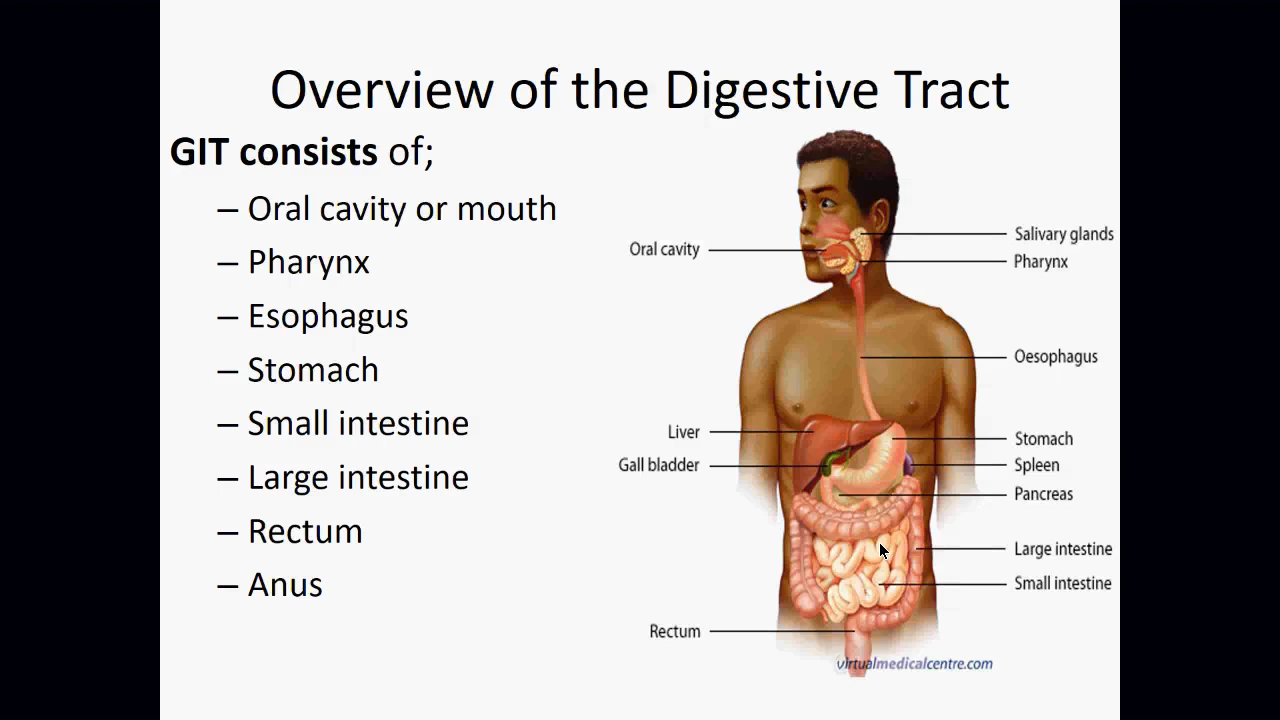 Overview of the Digestive Tract
GIT consists of;
– Oral cavity or mouth
– Pharynx
– Esophagus
– Stomach
– Small intestine
– Large intestine
– Rectum
– Anus
Oral cavity
Liver
Gall bladder
Rectum
Salivary glands
Pharynx
Oesophagus
Stomach
Spleen
Pancreas
Large intestine
Small intestine
virtualmedicalcentre.com